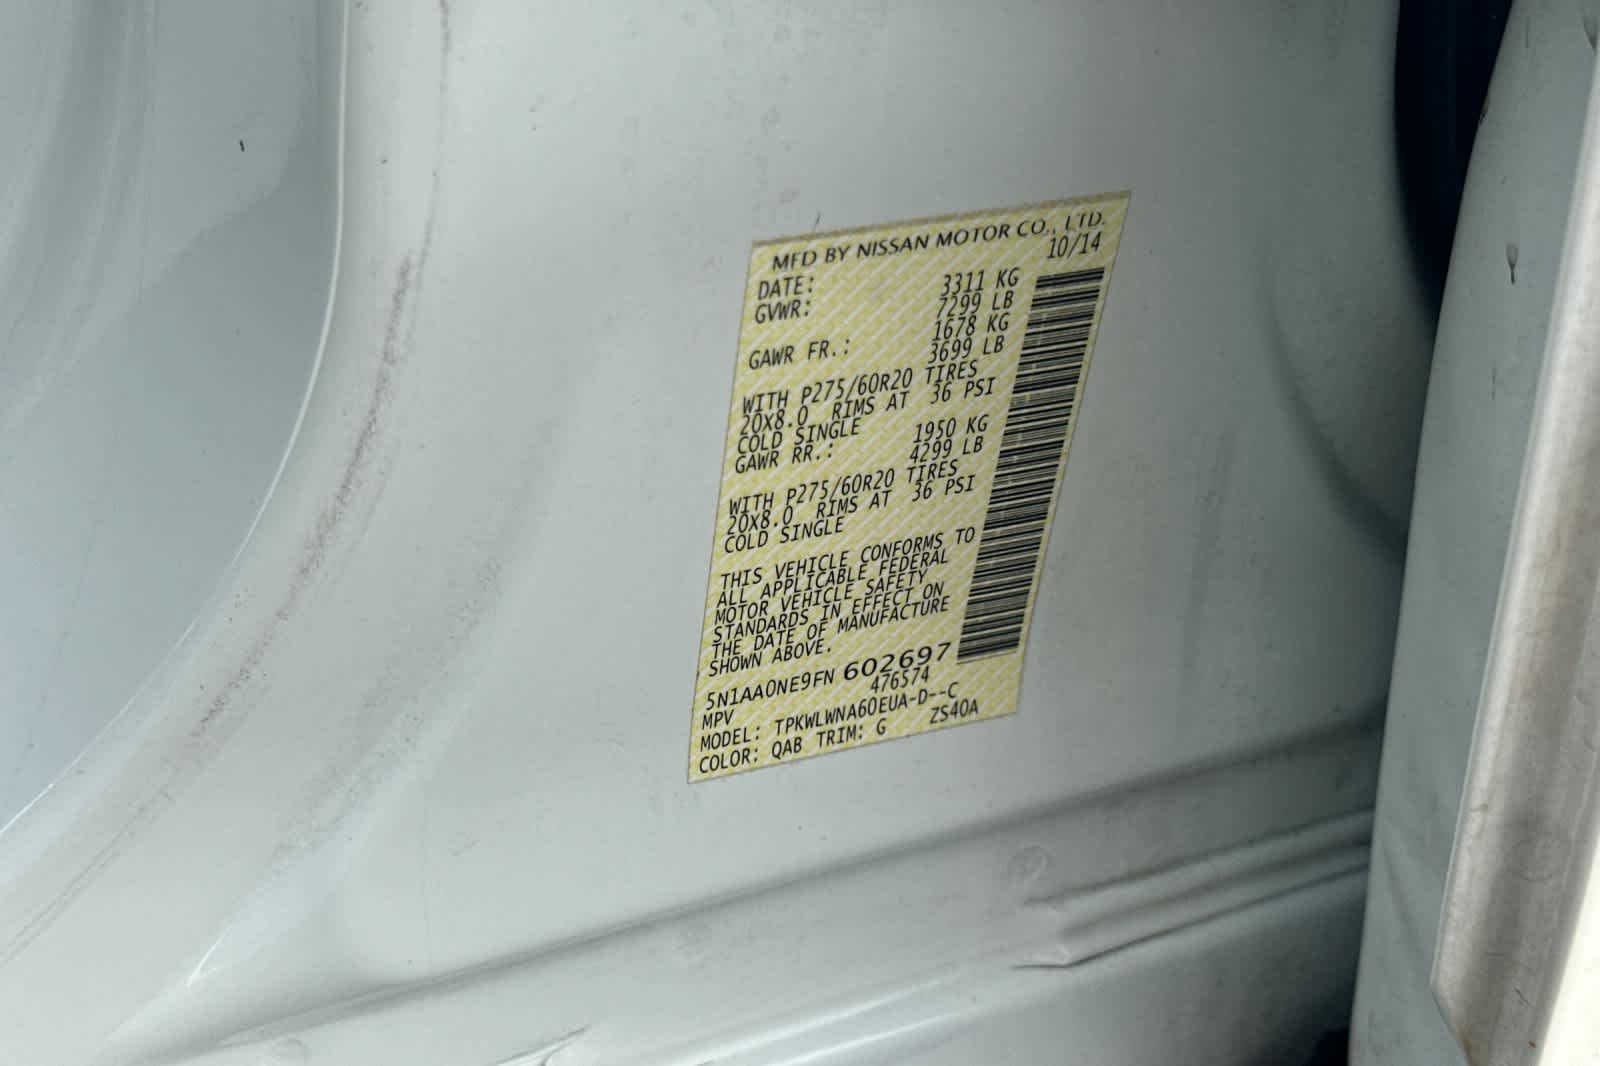 MFD BY NISSAN MOTOR CO., LTD.
DATE: 10/14
GVWR: 3311 KG
7299 LB
GAWR FR.: 1678 KG
3699 LB
WITH P275/60R20 TIRES
20X8.0 RIMS AT 36 PSI
COLD SINGLE
GAWR RR.: 1950 KG
4299 LB
WITH P275/60R20 TIRES
20X8.0 RIMS AT 36 PSI
COLD SINGLE
THIS VEHICLE CONFORMS TO
ALL APPLICABLE FEDERAL
MOTOR VEHICLE SAFETY
STANDARDS IN EFFECT ON
THE DATE OF MANUFACTURE
SHOWN ABOVE.
5N1AA0NE9FN 602697
MPV 476574
MODEL: TPKWLWNA60EUA-D--C
COLOR: QAB TRIM: G ZS40A